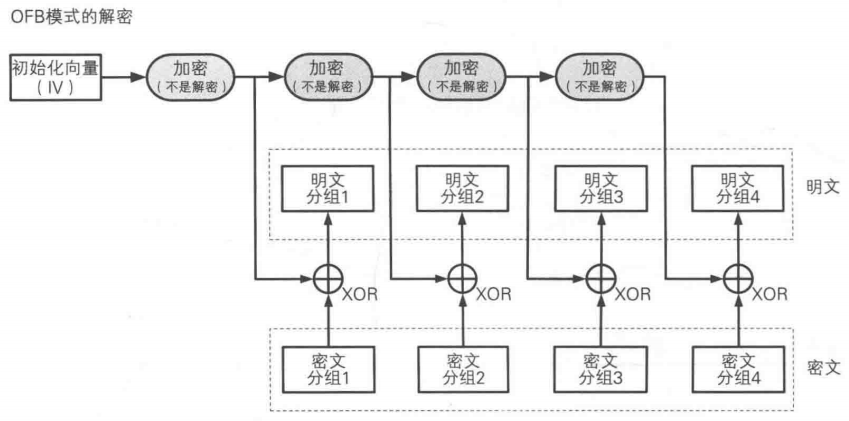 OFB模式的解密
初始化向量
（IV）
加密
（不是解密）
加密
（不是解密）
加密
（不是解密）
加密
（不是解密）
明文
分组1
明文
分组2
明文
分组3
明文
分组4
明文
XOR
XOR
XOR
XOR
密文
分组1
密文
分组2
密文
分组3
密文
分组4
密文